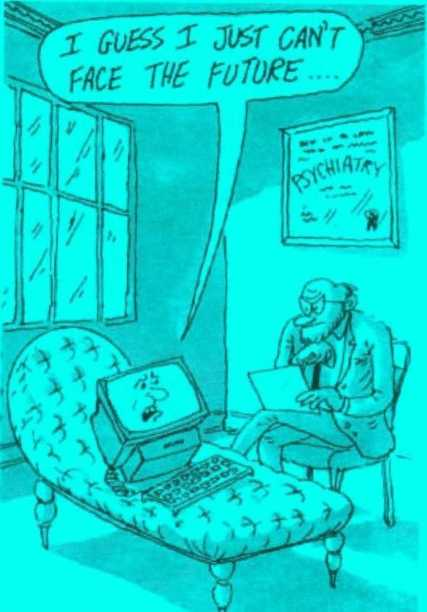 I GUESS I JUST CAN'T
FACE THE FUTURE....
PSYCHIATRY